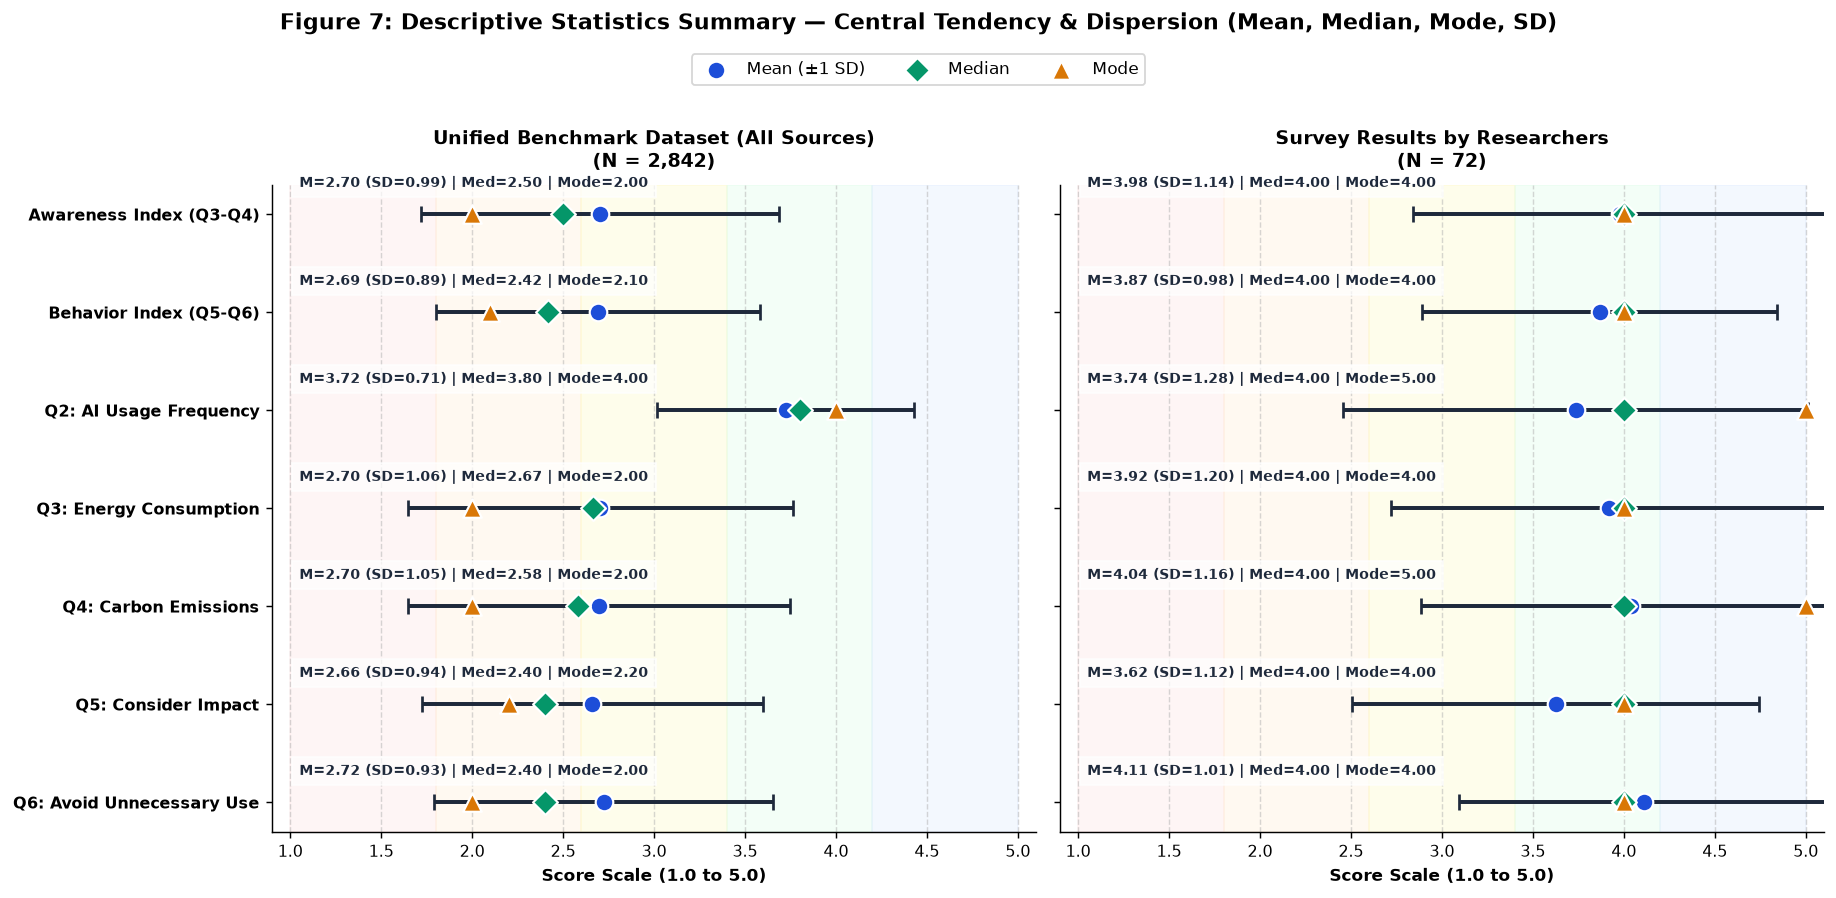 Figure 7: Descriptive Statistics Summary — Central Tendency & Dispersion (Mean, Median, Mode, SD)
Mean (±1 SD) Median Mode
Unified Benchmark Dataset (All Sources)
(N = 2,842)
M=2.70 (SD=0.99) | Med=2.50 | Mode=2.00
Awareness Index (Q3-Q4)
M=2.69 (SD=0.89) | Med=2.42 | Mode=2.10
Behavior Index (Q5-Q6)
M=3.72 (SD=0.71) | Med=3.80 | Mode=4.00
Q2: AI Usage Frequency
M=2.70 (SD=1.06) | Med=2.67 | Mode=2.00
Q3: Energy Consumption
M=2.70 (SD=1.05) | Med=2.58 | Mode=2.00
Q4: Carbon Emissions
M=2.66 (SD=0.94) | Med=2.40 | Mode=2.20
Q5: Consider Impact
M=2.72 (SD=0.93) | Med=2.40 | Mode=2.00
Q6: Avoid Unnecessary Use
1.0 1.5 2.0 2.5 3.0 3.5 4.0 4.5 5.0
Score Scale (1.0 to 5.0)
Survey Results by Researchers
(N = 72)
M=3.98 (SD=1.14) | Med=4.00 | Mode=4.00
M=3.87 (SD=0.98) | Med=4.00 | Mode=4.00
M=3.74 (SD=1.28) | Med=4.00 | Mode=5.00
M=3.92 (SD=1.20) | Med=4.00 | Mode=4.00
M=4.04 (SD=1.16) | Med=4.00 | Mode=5.00
M=3.62 (SD=1.12) | Med=4.00 | Mode=4.00
M=4.11 (SD=1.01) | Med=4.00 | Mode=4.00
1.0 1.5 2.0 2.5 3.0 3.5 4.0 4.5 5.0
Score Scale (1.0 to 5.0)